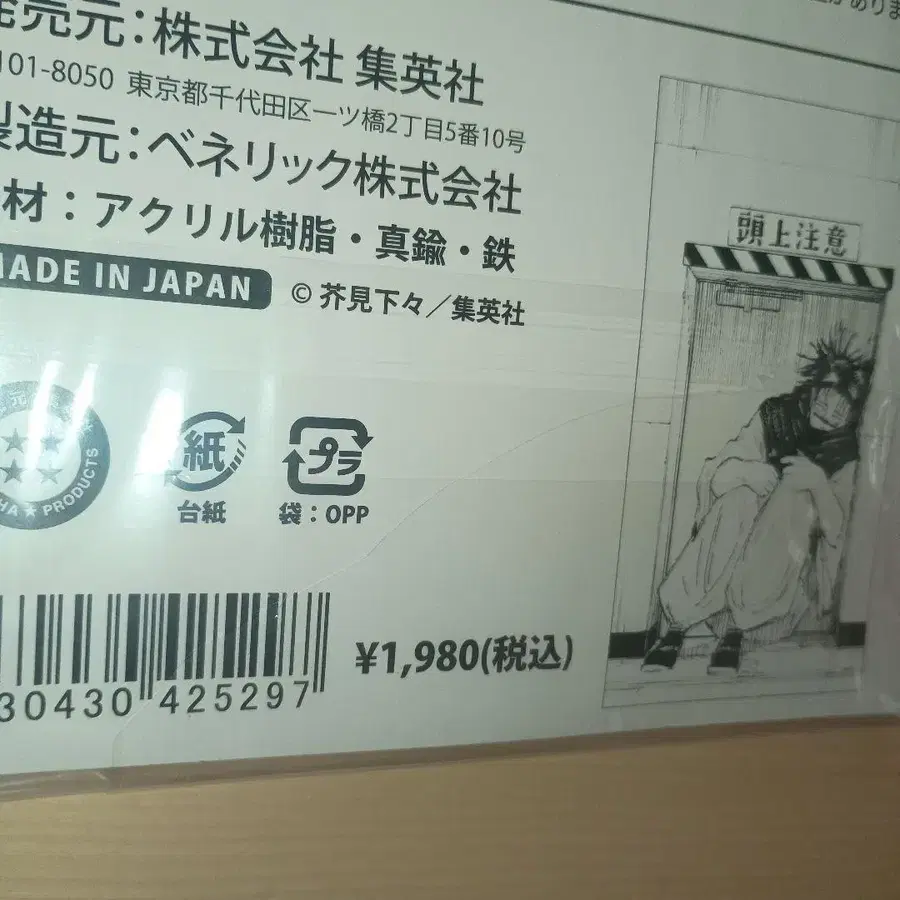 売元：株式会社 集英社
101-8050 東京都千代田区一ツ橋2丁目5番10号
製造元：ベネリック株式会社
材：アクリル樹脂・真鍮・鉄
MADE IN JAPAN
© 芥見下々／集英社
頭上注意
HA ★ PRODUCTS
紙
台紙
プラ
袋：OPP
¥1,980(税込)
30430 425297